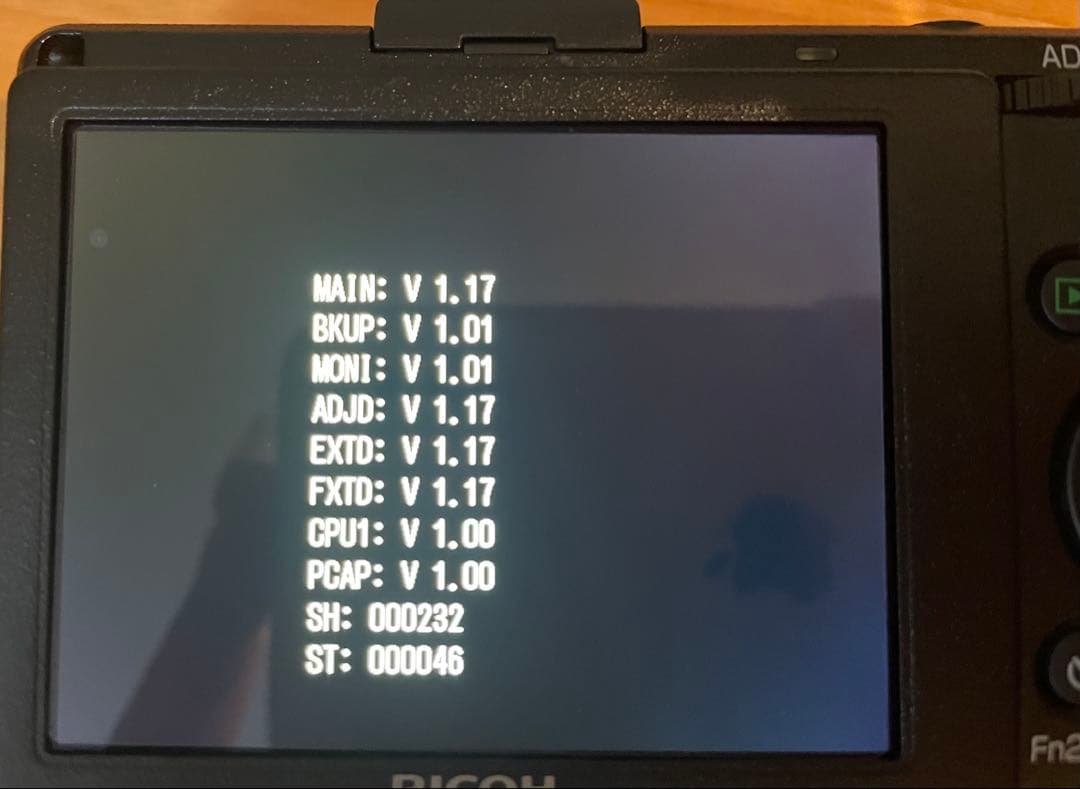 AD
MAIN: V 1.17
BKUP: V 1.01
MONI: V 1.01
ADJD: V 1.17
EXTD: V 1.17
FXTD: V 1.17
CPU1: V 1.00
PCAP: V 1.00
SH: 000232
ST: 000046
Fn2
RICOH